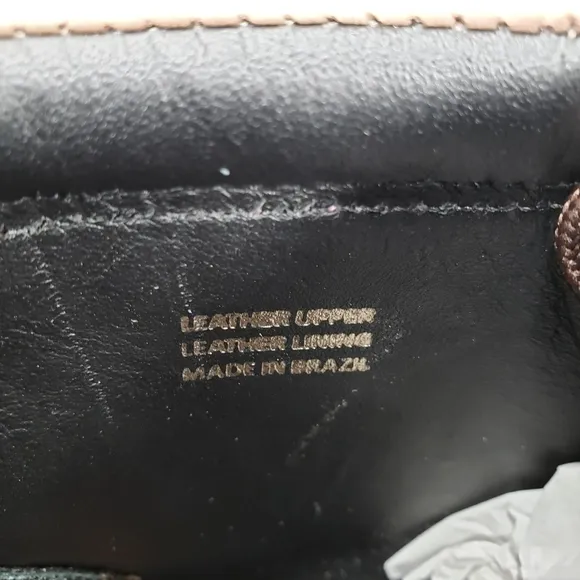 LEATHER UPPER
LEATHER LINING
MADE IN BRAZIL